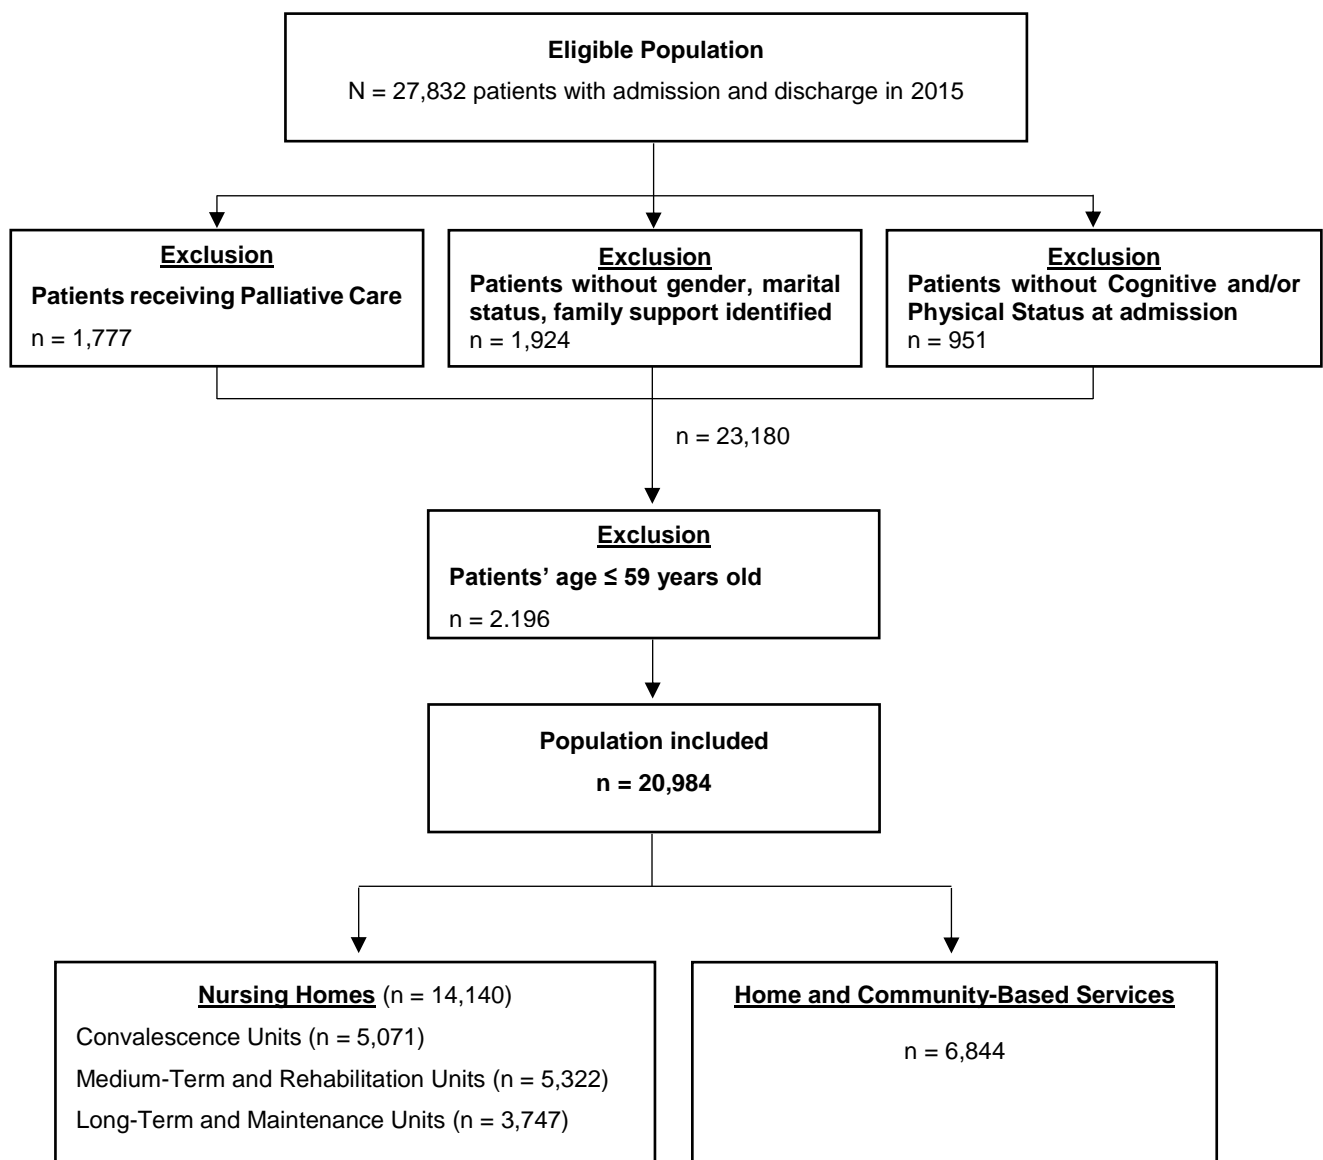 Eligible Population
N = 27,832 patients with admission and discharge in 2015
Exclusion
Patients receiving Palliative Care
n = 1,777
Exclusion
Patients without gender, marital
status, family support identified
n = 1,924
Exclusion
Patients without Cognitive and/or
Physical Status at admission
n = 951
n = 23,180
Exclusion
Patients’ age ≤ 59 years old
n = 2.196
Population included
n = 20,984
Nursing Homes (n = 14,140)
Convalescence Units (n = 5,071)
Medium-Term and Rehabilitation Units (n = 5,322)
Long-Term and Maintenance Units (n = 3,747)
Home and Community-Based Services
n = 6,844